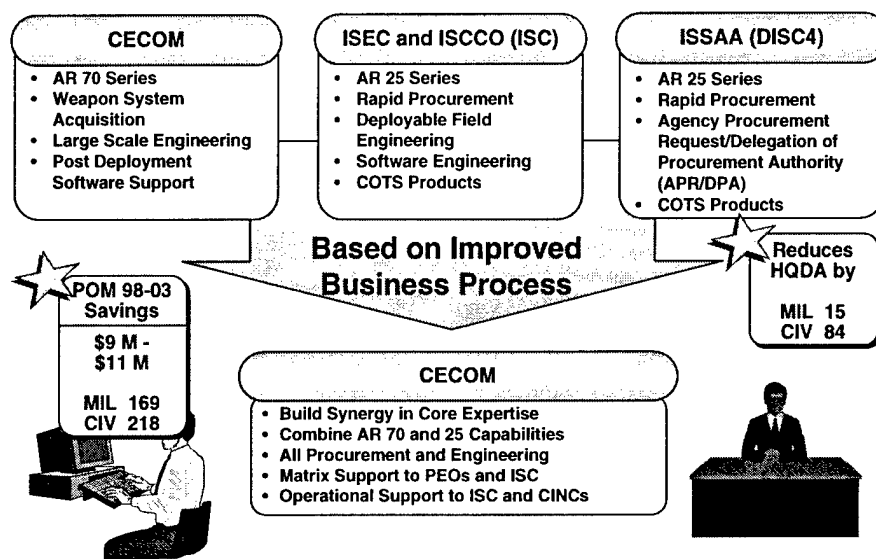 CECOM
• AR 70 Series
• Weapon System
Acquisition
• Large Scale Engineering
• Post Deployment
Software Support
ISEC and ISCCO (ISC)
• AR 25 Series
• Rapid Procurement
• Deployable Field
Engineering
• Software Engineering
• COTS Products
ISSAA (DISC4)
• AR 25 Series
• Rapid Procurement
• Agency Procurement
Request/Delegation of
Procurement Authority
(APR/DPA)
• COTS Products
Based on Improved
Business Process
Reduces
HQDA by
MIL 15
CIV 84
POM 98-03
Savings
$9 M -
$11 M
MIL 169
CIV 218
CECOM
• Build Synergy in Core Expertise
• Combine AR 70 and 25 Capabilities
• All Procurement and Engineering
• Matrix Support to PEOs and ISC
• Operational Support to ISC and CINCs